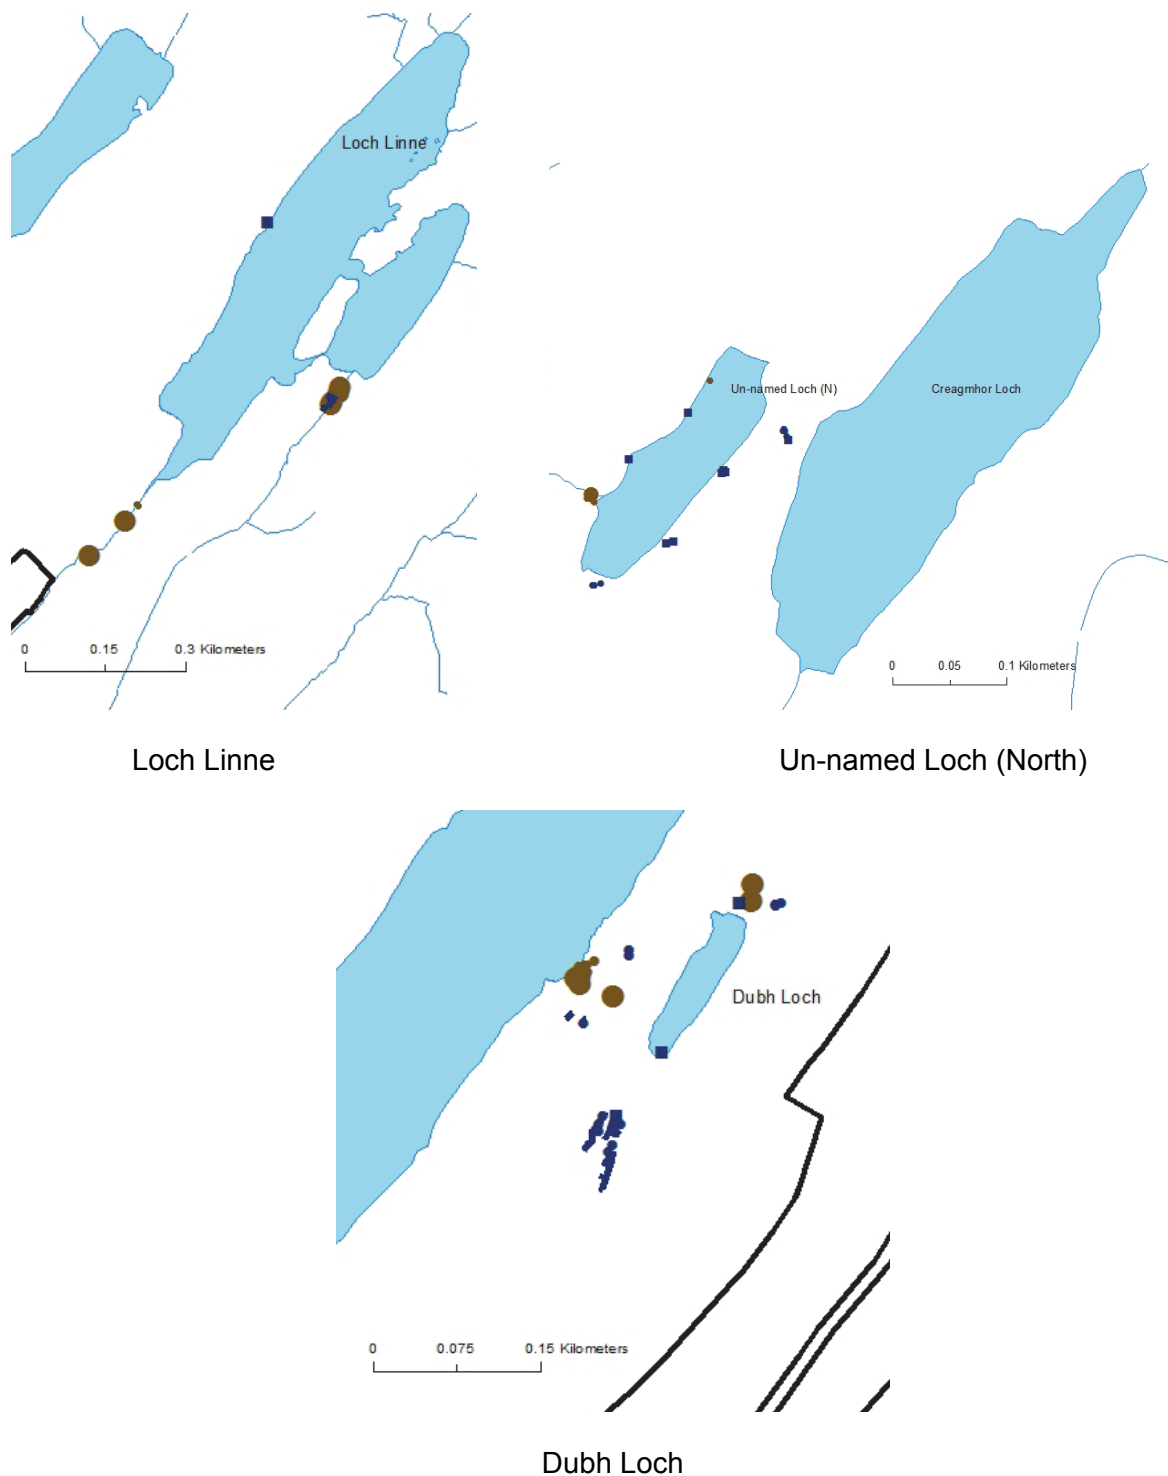 Loch Linne
0 0.15 0.3 Kilometers
Un-named Loch (N) Creagmhor Loch
0 0.05 0.1 Kilometers
Loch Linne
Un-named Loch (North)
Dubh Loch
0 0.075 0.15 Kilometers
Dubh Loch